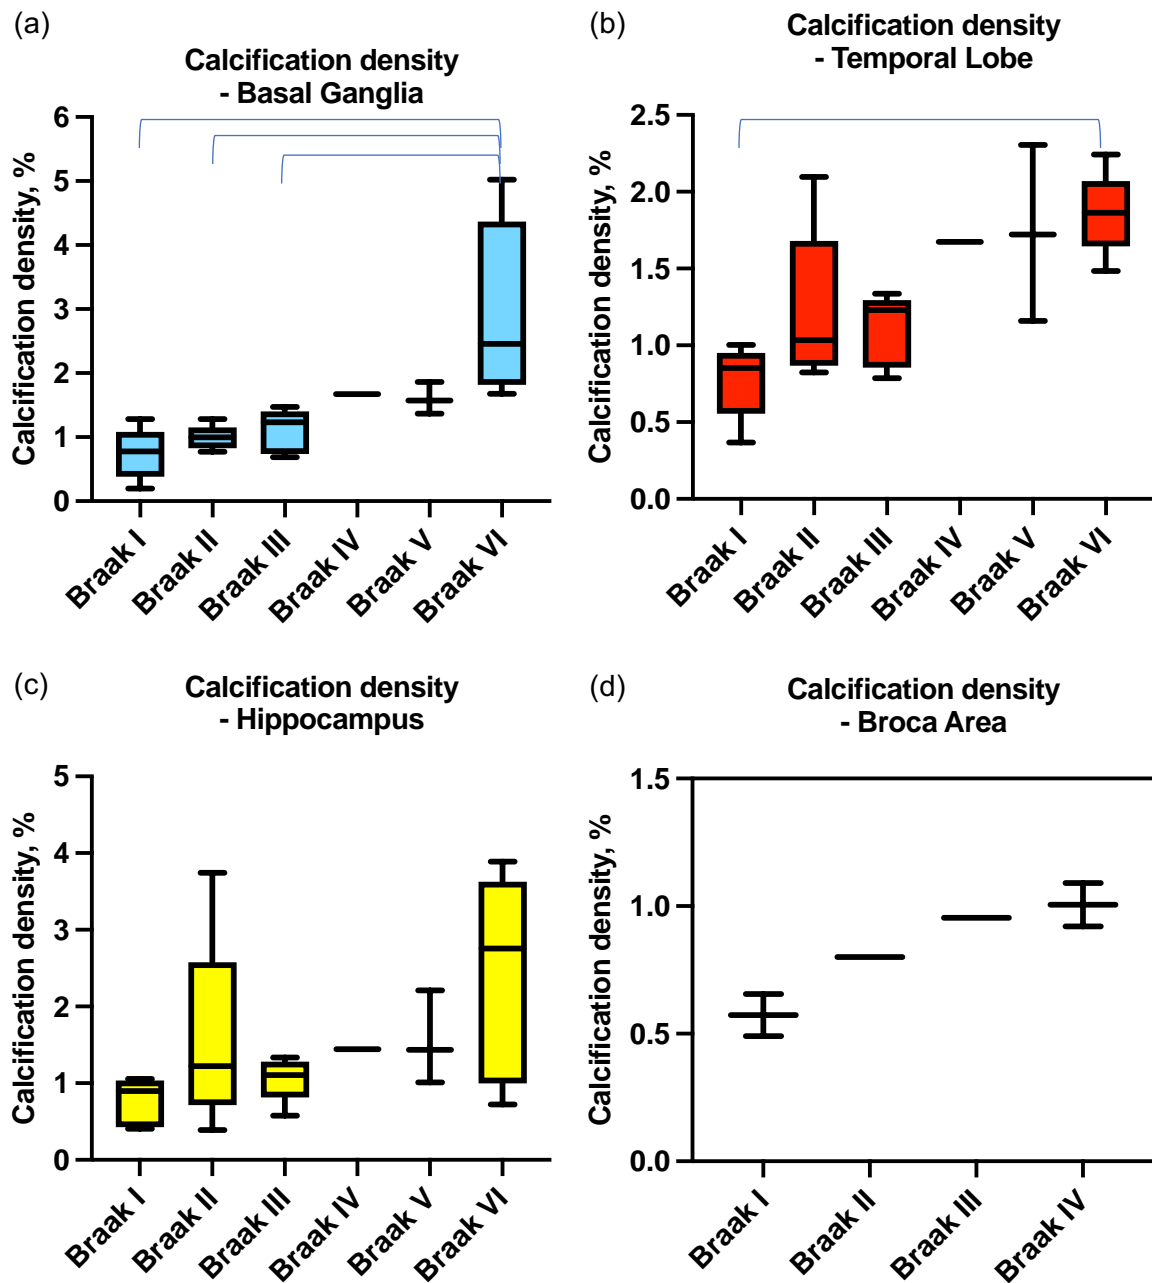 (a)
Calcification density
- Basal Ganglia
Calcification density, %
6
5
4
3
2
1
0
Braak I
Braak II
Braak III
Braak IV
Braak V
Braak VI
(b)
Calcification density
- Temporal Lobe
Calcification density, %
2.5
2.0
1.5
1.0
0.5
0.0
Braak I
Braak II
Braak III
Braak IV
Braak V
Braak VI
(c)
Calcification density
- Hippocampus
Calcification density, %
5
4
3
2
1
0
Braak I
Braak II
Braak III
Braak IV
Braak V
Braak VI
(d)
Calcification density
- Broca Area
Calcification density, %
1.5
1.0
0.5
0.0
Braak I
Braak II
Braak III
Braak IV